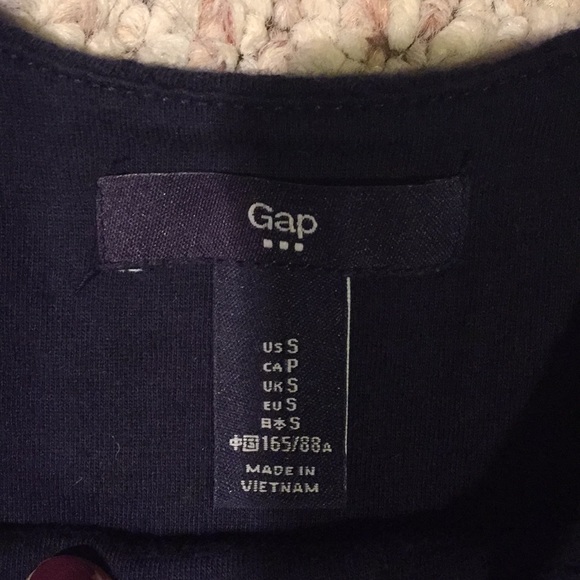 Gap
US S
CA P
UK S
EU S
日本 S
中国 165/88A
MADE IN
VIETNAM